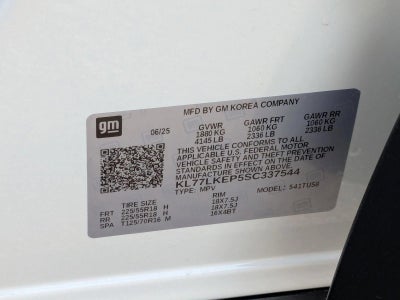 MFD BY GM KOREA COMPANY
gm
06/25 GVWR GAWR FRT GAWR RR
1880 KG 1060 KG 1060 KG
4145 LB 2336 LB 2336 LB
THIS VEHICLE CONFORMS TO ALL
APPLICABLE U.S. FEDERAL MOTOR
VEHICLE SAFETY AND THEFT PREVENTION
STANDARDS IN EFFECT ON THE DATE OF
MANUFACTURE SHOWN ABOVE.
KL77LKEP5SC337544
TYPE: MPV MODEL: 541TUS8
TIRE SIZE RIM
FRT 225/55R18 H 18X7.5J
RR 225/55R18 H 18X7.5J
SPA T125/70R16 M 16X4BT